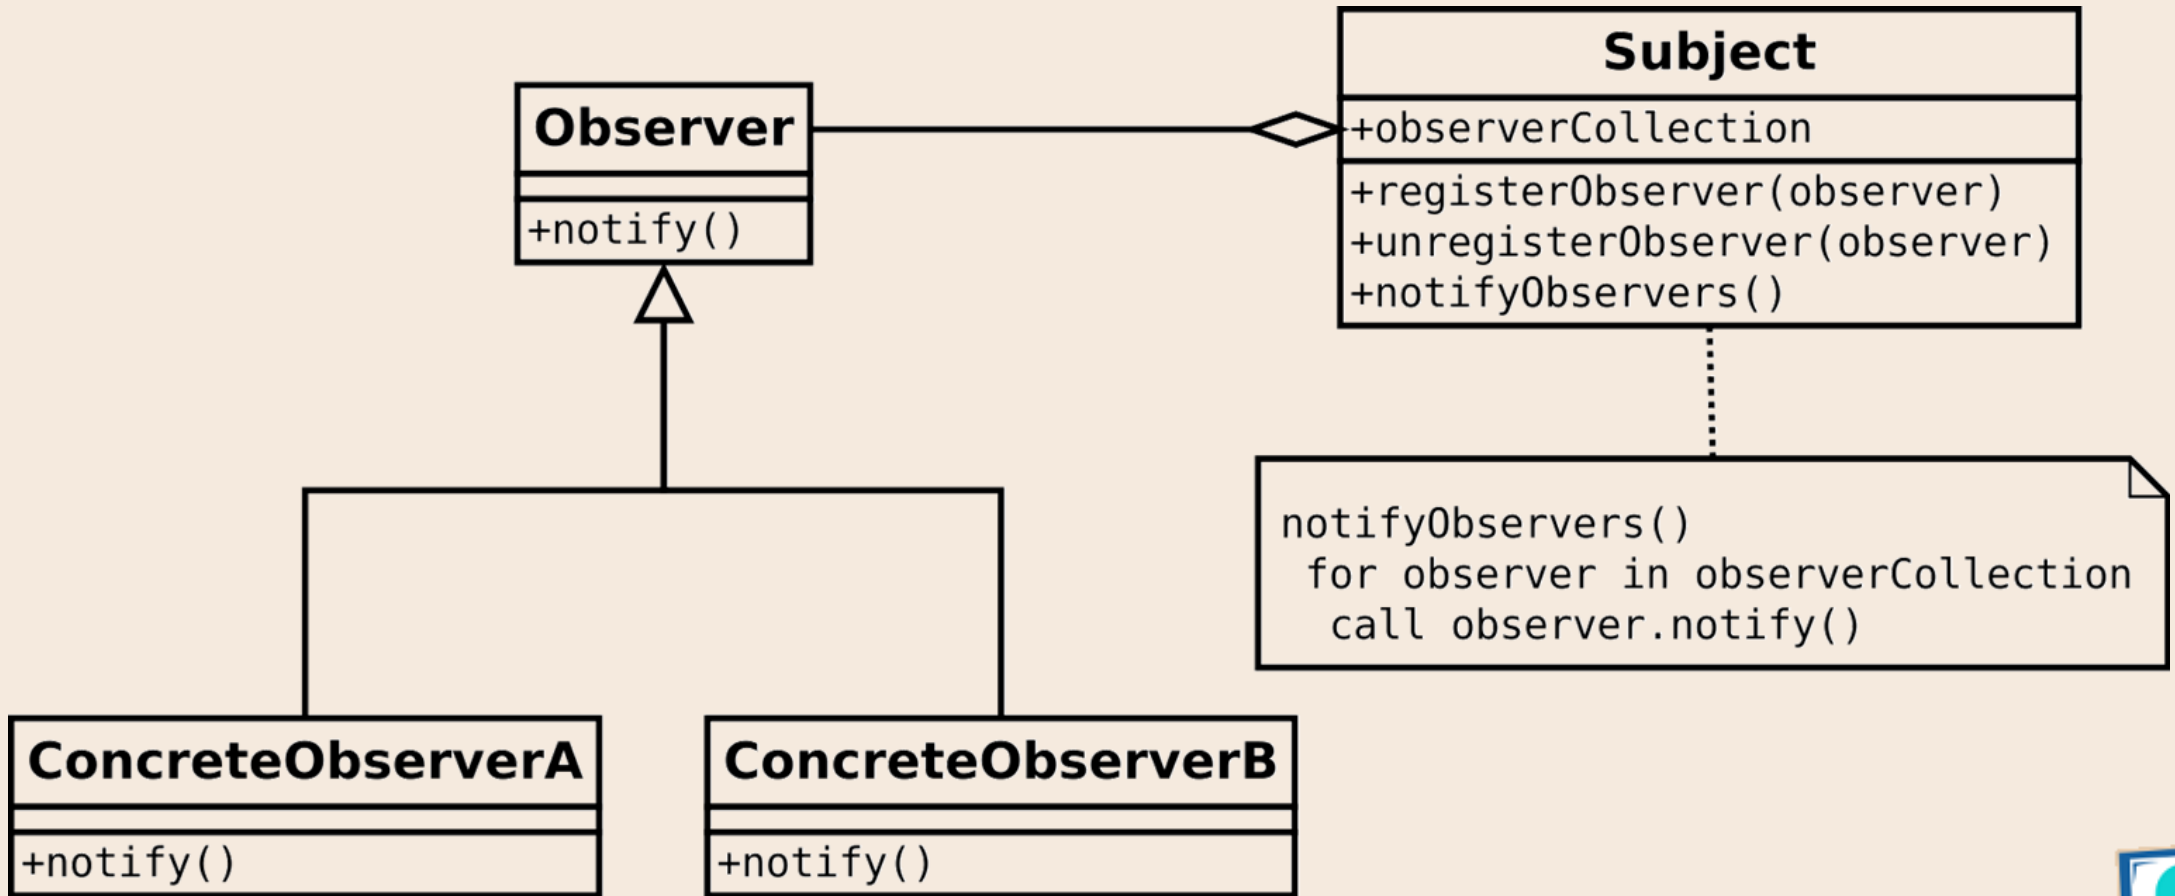 Observer
+notify()
Subject
+observerCollection
+registerObserver(observer)
+unregisterObserver(observer)
+notifyObservers()
notifyObservers()
for observer in observerCollection
call observer.notify()
ConcreteObserverA
+notify()
ConcreteObserverB
+notify()